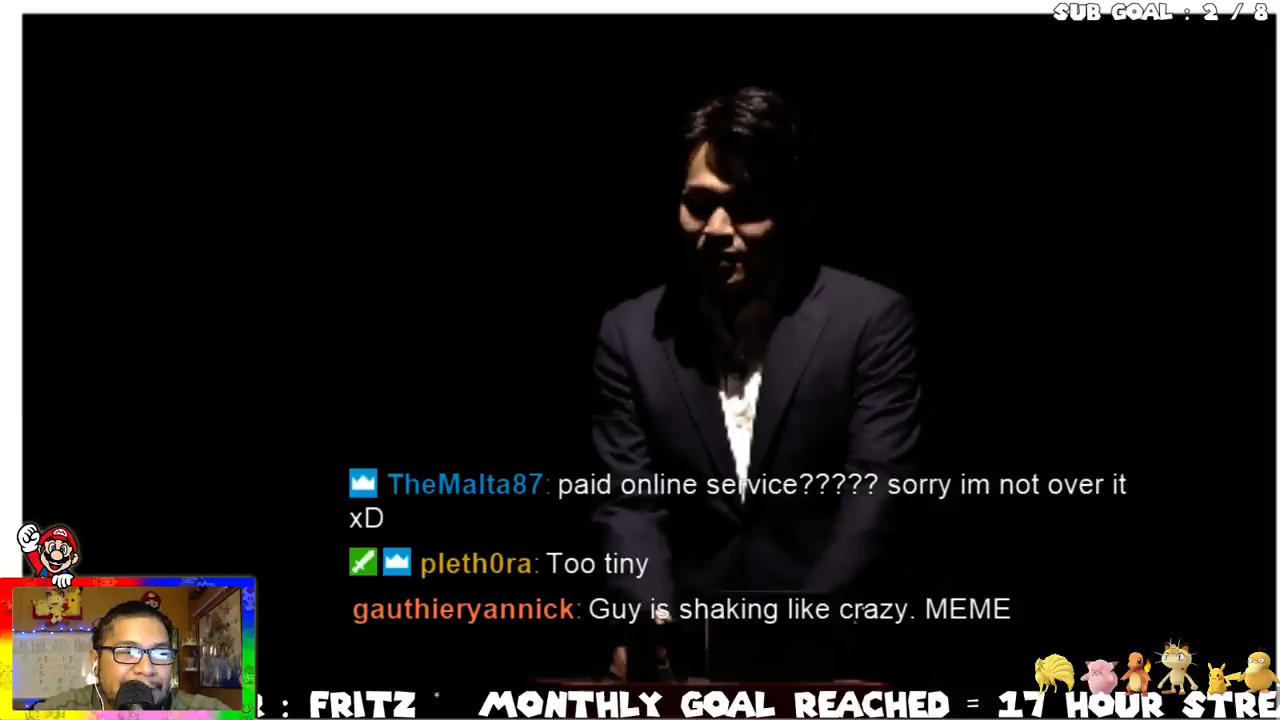 SUB GOAL : 2 / 8
TheMalta87: paid online service????? sorry im not over it
xD
pleth0ra: Too tiny
gauthieryannick: Guy is shaking like crazy. MEME
: FRITZ * MONTHLY GOAL REACHED = 17 HOUR STRE